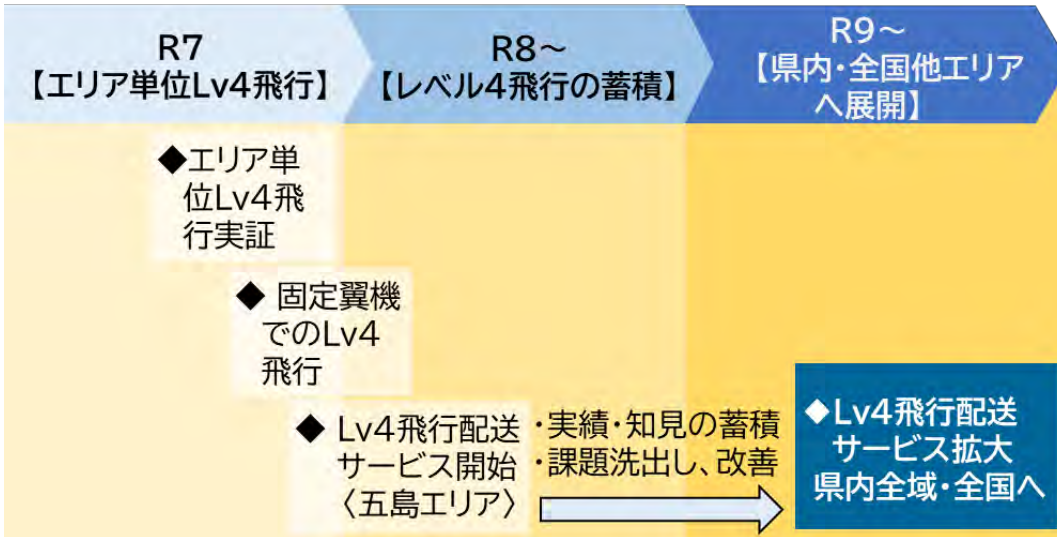 R7
【エリア単位Lv4飛行】
R8~
【レベル4飛行の蓄積】
R9~
【県内・全国他エリア
へ展開】
◆エリア単
位Lv4飛
行実証
◆ 固定翼機
でのLv4
飛行
◆ Lv4飛行配送
サービス開始
〈五島エリア〉
・実績・知見の蓄積
・課題洗出し、改善
◆Lv4飛行配送
サービス拡大
県内全域・全国へ